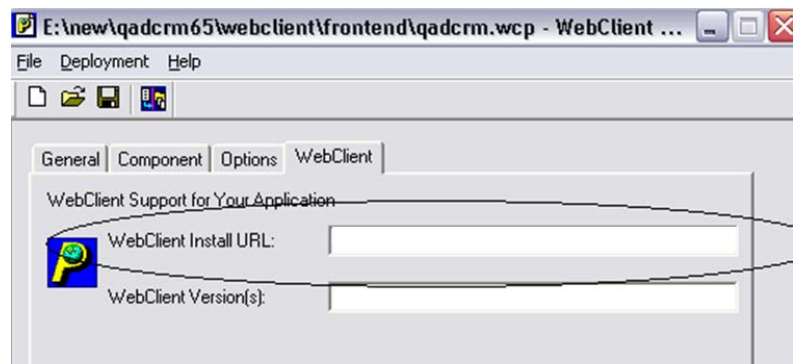 E:\new\qadcrm65\webclient\frontend\qadcrm.wcp - WebClient ...
File Deployment Help
General Component Options WebClient
WebClient Support for Your Application
WebClient Install URL:
WebClient Version(s):